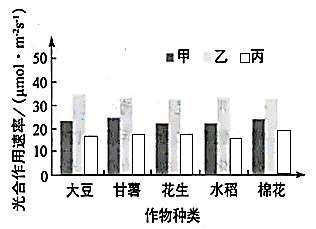 光合作用速率/(μmol·m⁻²s⁻¹)
50
40
30
20
10
0
甲 乙 丙
大豆 甘薯 花生 水稻 棉花
作物种类